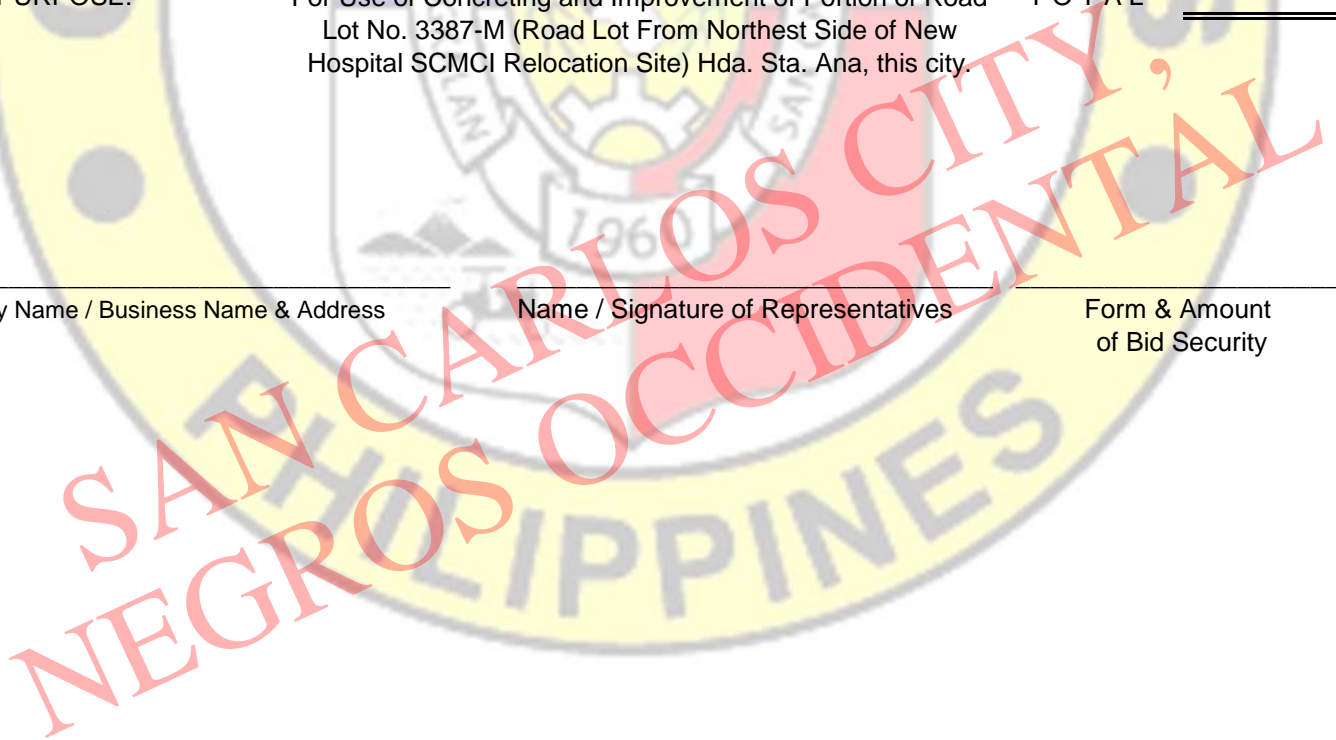 PURPOSE: For Use of Concreting and Improvement of Portion of Road T O T A L
Lot No. 3387-M (Road Lot From Northest Side of New
Hospital SCMCI Relocation Site) Hda. Sta. Ana, this city.
Name / Business Name & Address Name / Signature of Representatives Form & Amount
of Bid Security
1960
PHILIPPINES
SAN CARLOS CITY,
NEGROS OCCIDENTAL